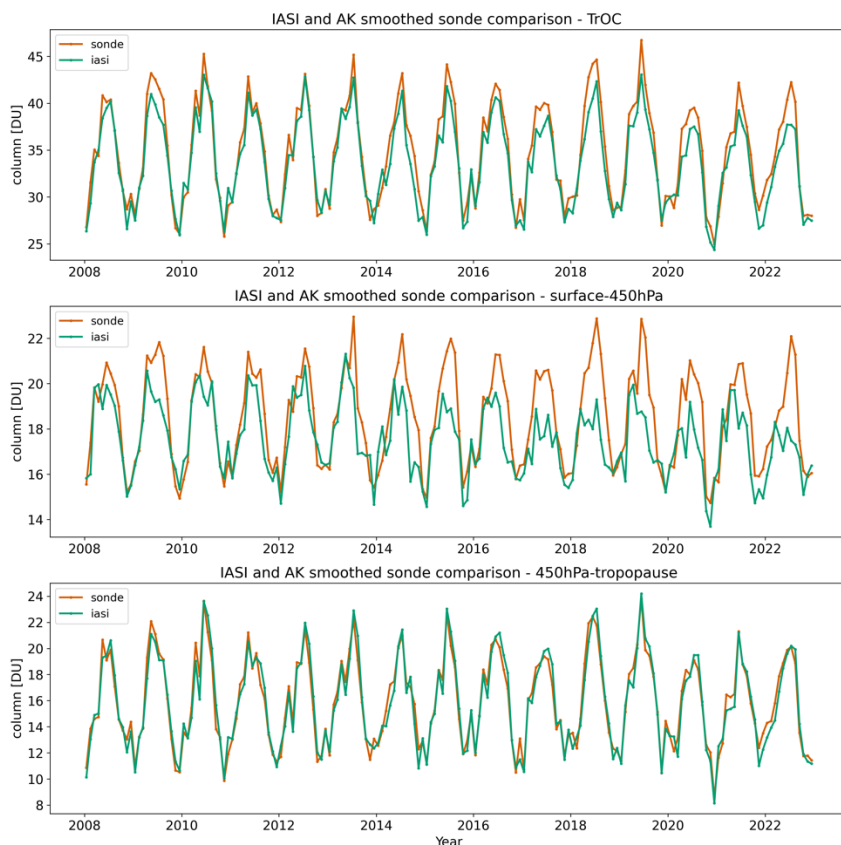 IASI and AK smoothed sonde comparison - TrOC
sonde
iasi
column [DU]
45
40
35
30
25
2008 2010 2012 2014 2016 2018 2020 2022
IASI and AK smoothed sonde comparison - surface-450hPa
sonde
iasi
column [DU]
22
20
18
16
14
2008 2010 2012 2014 2016 2018 2020 2022
IASI and AK smoothed sonde comparison - 450hPa-tropopause
sonde
iasi
column [DU]
24
22
20
18
16
14
12
10
8
2008 2010 2012 2014 2016 2018 2020 2022
Year